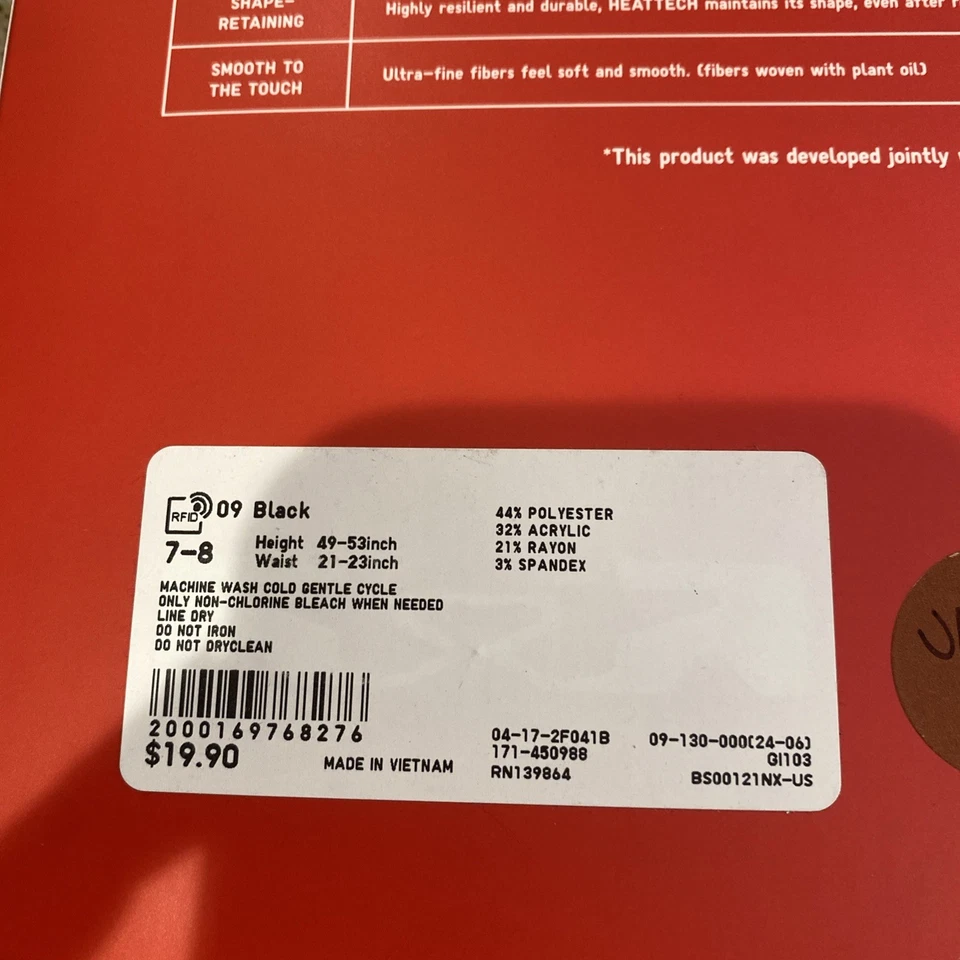 SHAPE-
RETAINING
Highly resilient and durable, HEATTECH maintains its shape, even after
SMOOTH TO
THE TOUCH
Ultra-fine fibers feel soft and smooth. (fibers woven with plant oil)
*This product was developed jointly
RFID
09 Black
7-8
Height 49-53inch
Waist 21-23inch
44% POLYESTER
32% ACRYLIC
21% RAYON
3% SPANDEX
MACHINE WASH COLD GENTLE CYCLE
ONLY NON-CHLORINE BLEACH WHEN NEEDED
LINE DRY
DO NOT IRON
DO NOT DRYCLEAN
2000169768276
$19.90
MADE IN VIETNAM
04-17-2F041B
171-450988
RN139864
09-130-000(24-06)
GI103
BS00121NX-US